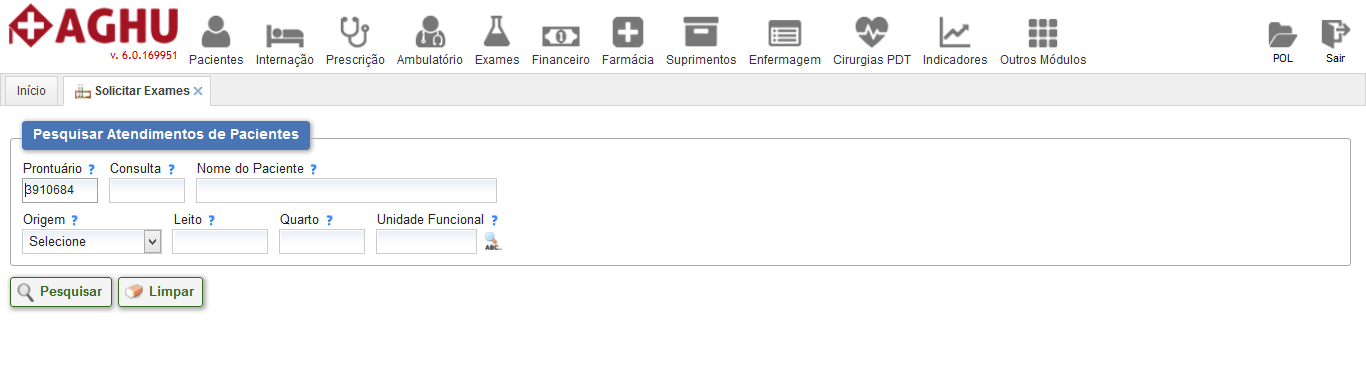 AGHU
v. 6.0.169951
Pacientes Internação Prescrição Ambulatório Exames Financeiro Farmácia Suprimentos Enfermagem Cirurgias PDT Indicadores Outros Módulos POL Sair
Início Solicitar Exames
Pesquisar Atendimentos de Pacientes
Prontuário ? Consulta ? Nome do Paciente ?
3910684
Origem ? Leito ? Quarto ? Unidade Funcional ?
Selecione
ABC..
Pesquisar Limpar